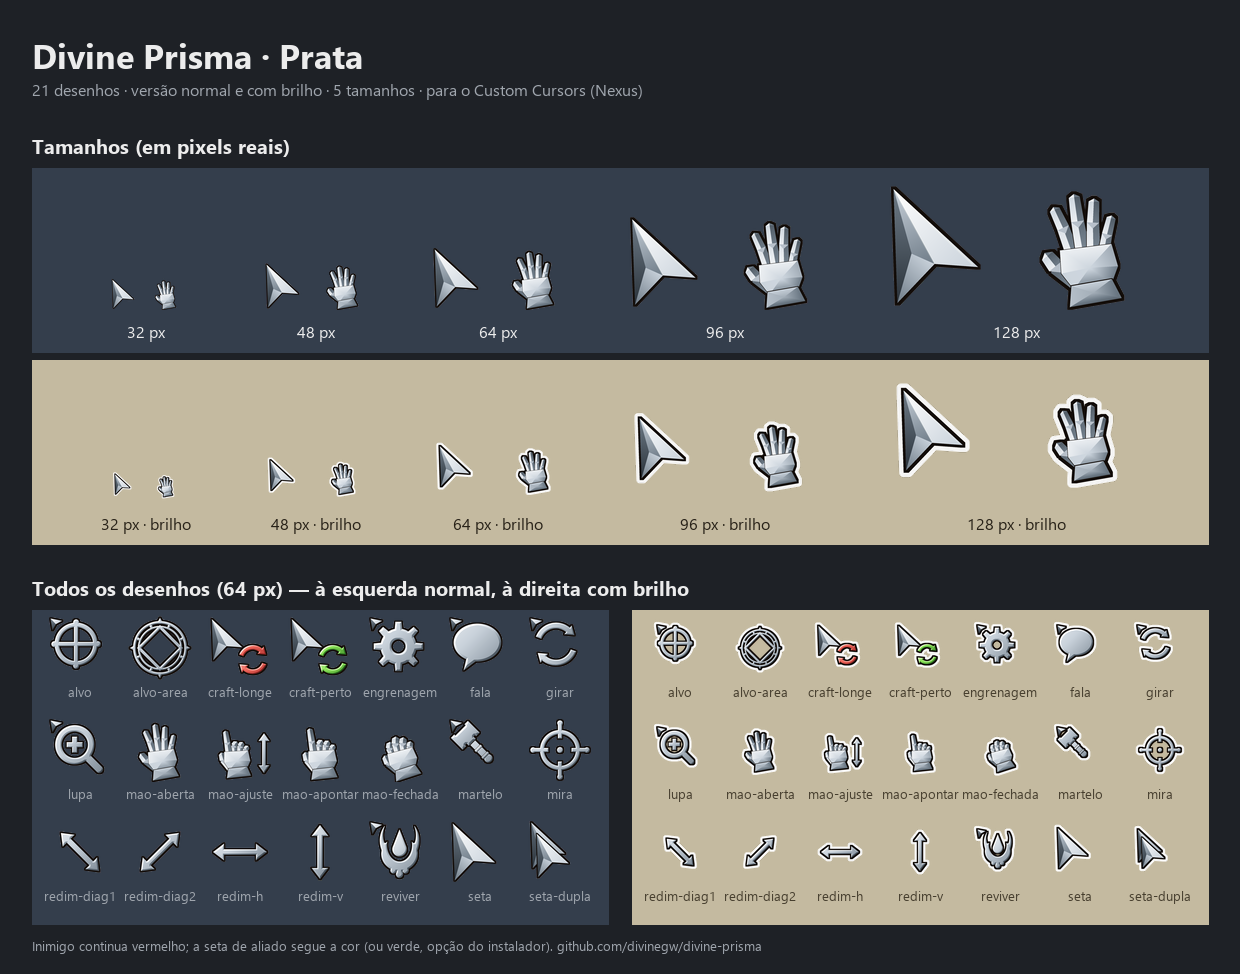 Divine Prisma · Prata
21 desenhos · versão normal e com brilho · 5 tamanhos · para o Custom Cursors (Nexus)
Tamanhos (em pixels reais)
32 px 48 px 64 px 96 px 128 px
32 px · brilho 48 px · brilho 64 px · brilho 96 px · brilho 128 px · brilho
Todos os desenhos (64 px) — à esquerda normal, à direita com brilho
alvo alvo-area craft-longe craft-perto engrenagem fala girar
lupa mao-aberta mao-ajuste mao-apontar mao-fechada martelo mira
redim-diag1 redim-diag2 redim-h redim-v reviver seta seta-dupla
alvo alvo-area craft-longe craft-perto engrenagem fala girar
lupa mao-aberta mao-ajuste mao-apontar mao-fechada martelo mira
redim-diag1 redim-diag2 redim-h redim-v reviver seta seta-dupla
Inimigo continua vermelho; a seta de aliado segue a cor (ou verde, opção do instalador). github.com/divinegw/divine-prisma